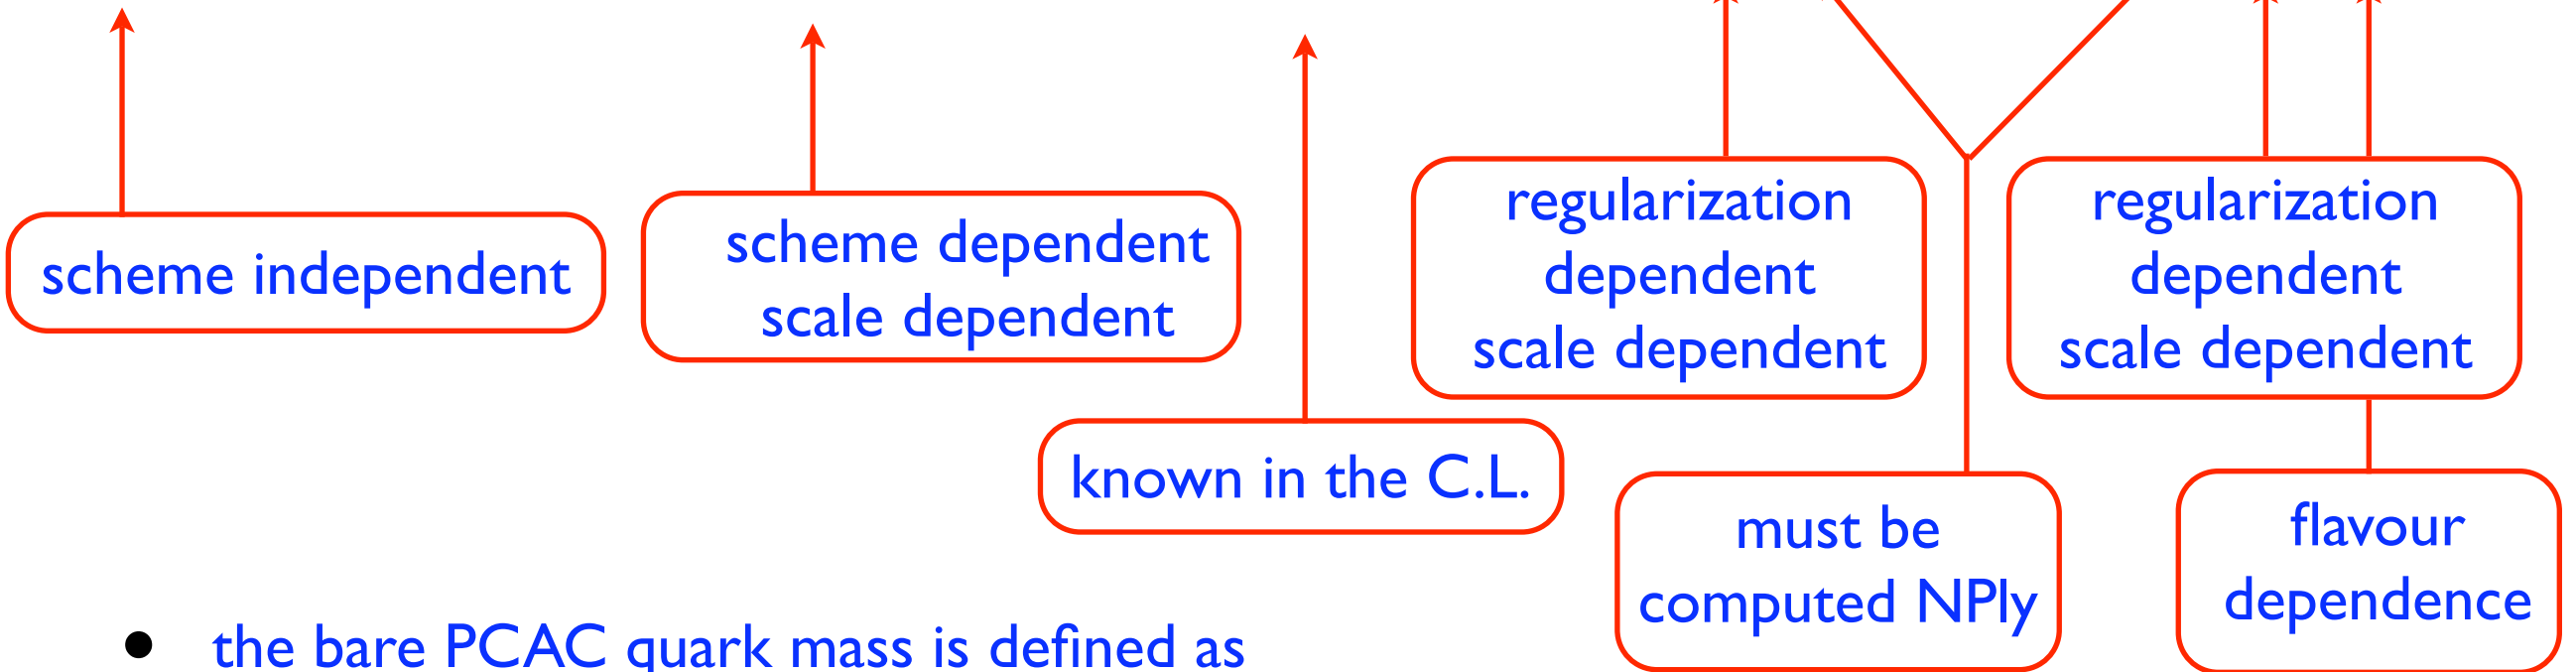 scheme independent
scheme dependent
scale dependent
regularization
dependent
scale dependent
regularization
dependent
scale dependent
known in the C.L.
must be
computed NPly
flavour
dependence
• the bare PCAC quark mass is defined as